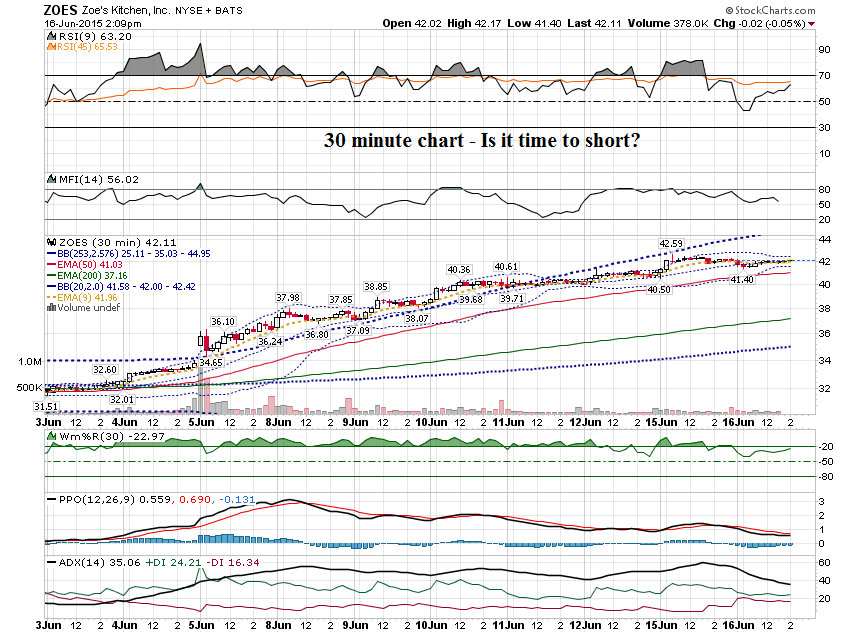 ZOES Zoe's Kitchen, Inc. NYSE + BATS © StockCharts.com
16-Jun-2015 2:09pm Open 42.02 High 42.17 Low 41.40 Last 42.11 Volume 378.0K Chg -0.02 (-0.05%)
RSI(9) 63.20
RSI(45) 65.53
90
70
50
30
10
30 minute chart - Is it time to short?
MFI(14) 56.02
80
50
20
ZOES (30 min) 42.11
BB(253,2.576) 25.11 - 35.03 - 44.95
EMA(50) 41.03
EMA(200) 37.16
BB(20,2.0) 41.58 - 42.00 - 42.42
EMA(9) 41.96
Volume undef
44
42
40
38
36
34
32
1.0M
500K
31.51
32.60
32.01
36.10
34.65
37.98
36.24
36.80
37.85
37.09
38.85
38.07
40.36
39.68
40.61
39.71
42.59
40.50
41.40
3Jun 12 2 4Jun 12 2 5Jun 12 2 8Jun 12 2 9Jun 12 2 10Jun 12 2 11Jun 12 2 12Jun 12 2 15Jun 12 2 16Jun 12 2
Wm%R(30) -22.97
-20
-50
-80
PPO(12,26,9) 0.559, 0.690, -0.131
3
2
1
0
ADX(14) 35.06 +DI 24.21 -DI 16.34
60
40
20
3Jun 12 2 4Jun 12 2 5Jun 12 2 8Jun 12 2 9Jun 12 2 10Jun 12 2 11Jun 12 2 12Jun 12 2 15Jun 12 2 16Jun 12 2